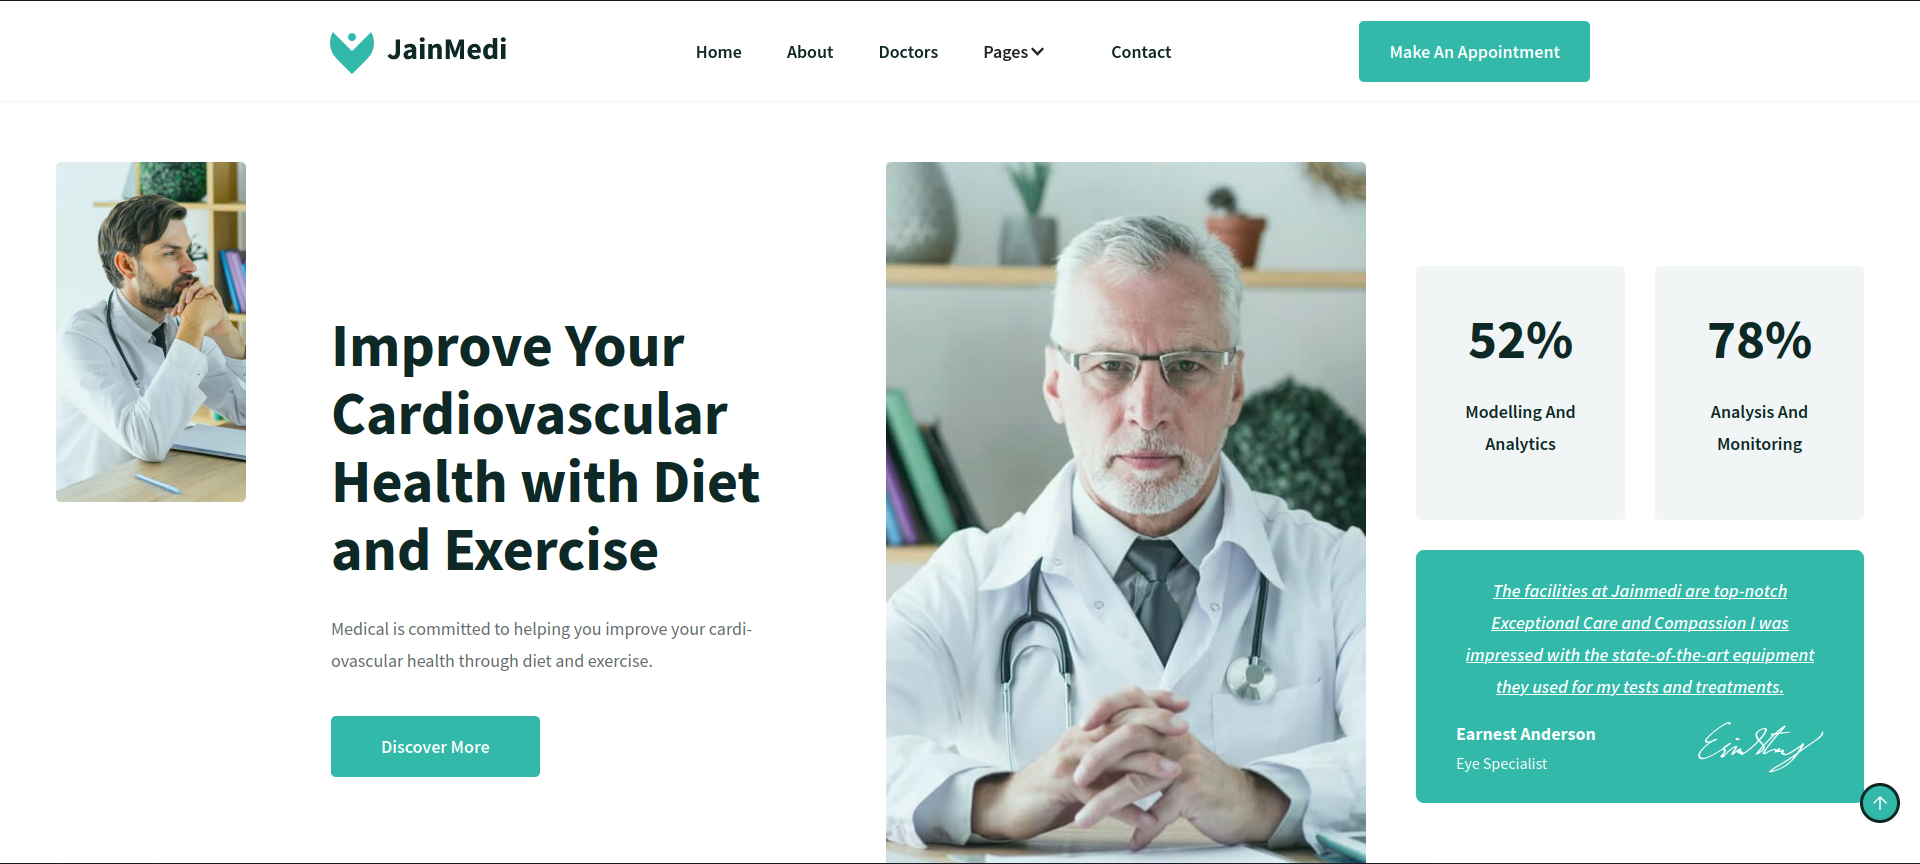 JainMedi
Home
About
Doctors
Pages
Contact
Make An Appointment
Improve Your
Cardiovascular
Health with Diet
and Exercise
Medical is committed to helping you improve your cardi-
ovascular health through diet and exercise.
Discover More
52%
Modelling And
Analytics
78%
Analysis And
Monitoring
The facilities at Jainmedi are top-notch
Exceptional Care and Compassion I was
impressed with the state-of-the-art equipment
they used for my tests and treatments.
Earnest Anderson
Eye Specialist